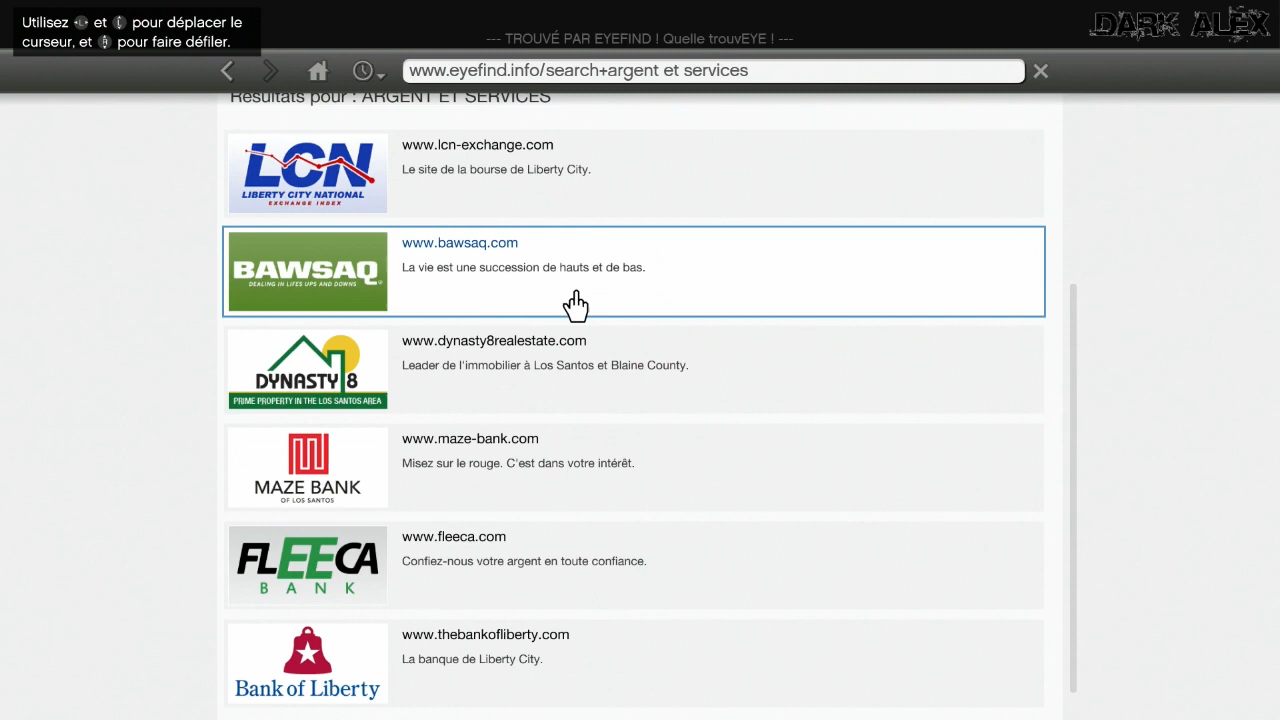 Utilisez et pour déplacer le
curseur, et pour faire défiler.
--- TROUVÉ PAR EYEFIND ! Quelle trouvEYE ! ---
DARK ALEX
www.eyefind.info/search+argent et services
Résultats pour : ARGENT ET SERVICES
LCN
LIBERTY CITY NATIONAL
EXCHANGE INDEX
www.lcn-exchange.com
Le site de la bourse de Liberty City.
BAWSAQ
DEALING IN LIFES UPS AND DOWNS
www.bawsaq.com
La vie est une succession de hauts et de bas.
DYNASTY 8
PRIME PROPERTY IN THE LOS SANTOS AREA
www.dynasty8realestate.com
Leader de l'immobilier à Los Santos et Blaine County.
MAZE BANK
OF LOS SANTOS
www.maze-bank.com
Misez sur le rouge. C'est dans votre intérêt.
FLEECA
BANK
www.fleeca.com
Confiez-nous votre argent en toute confiance.
Bank of Liberty
www.thebankofliberty.com
La banque de Liberty City.